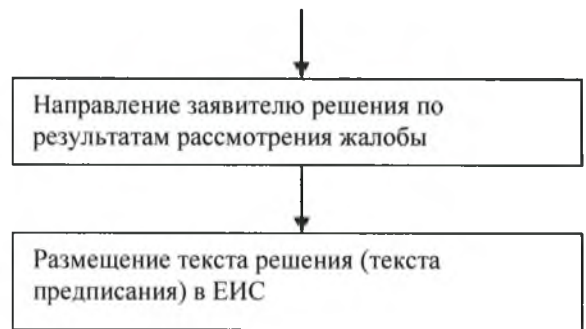 Направление заявителю решения по
результатам рассмотрения жалобы
Размещение текста решения (текста
предписания) в ЕИС